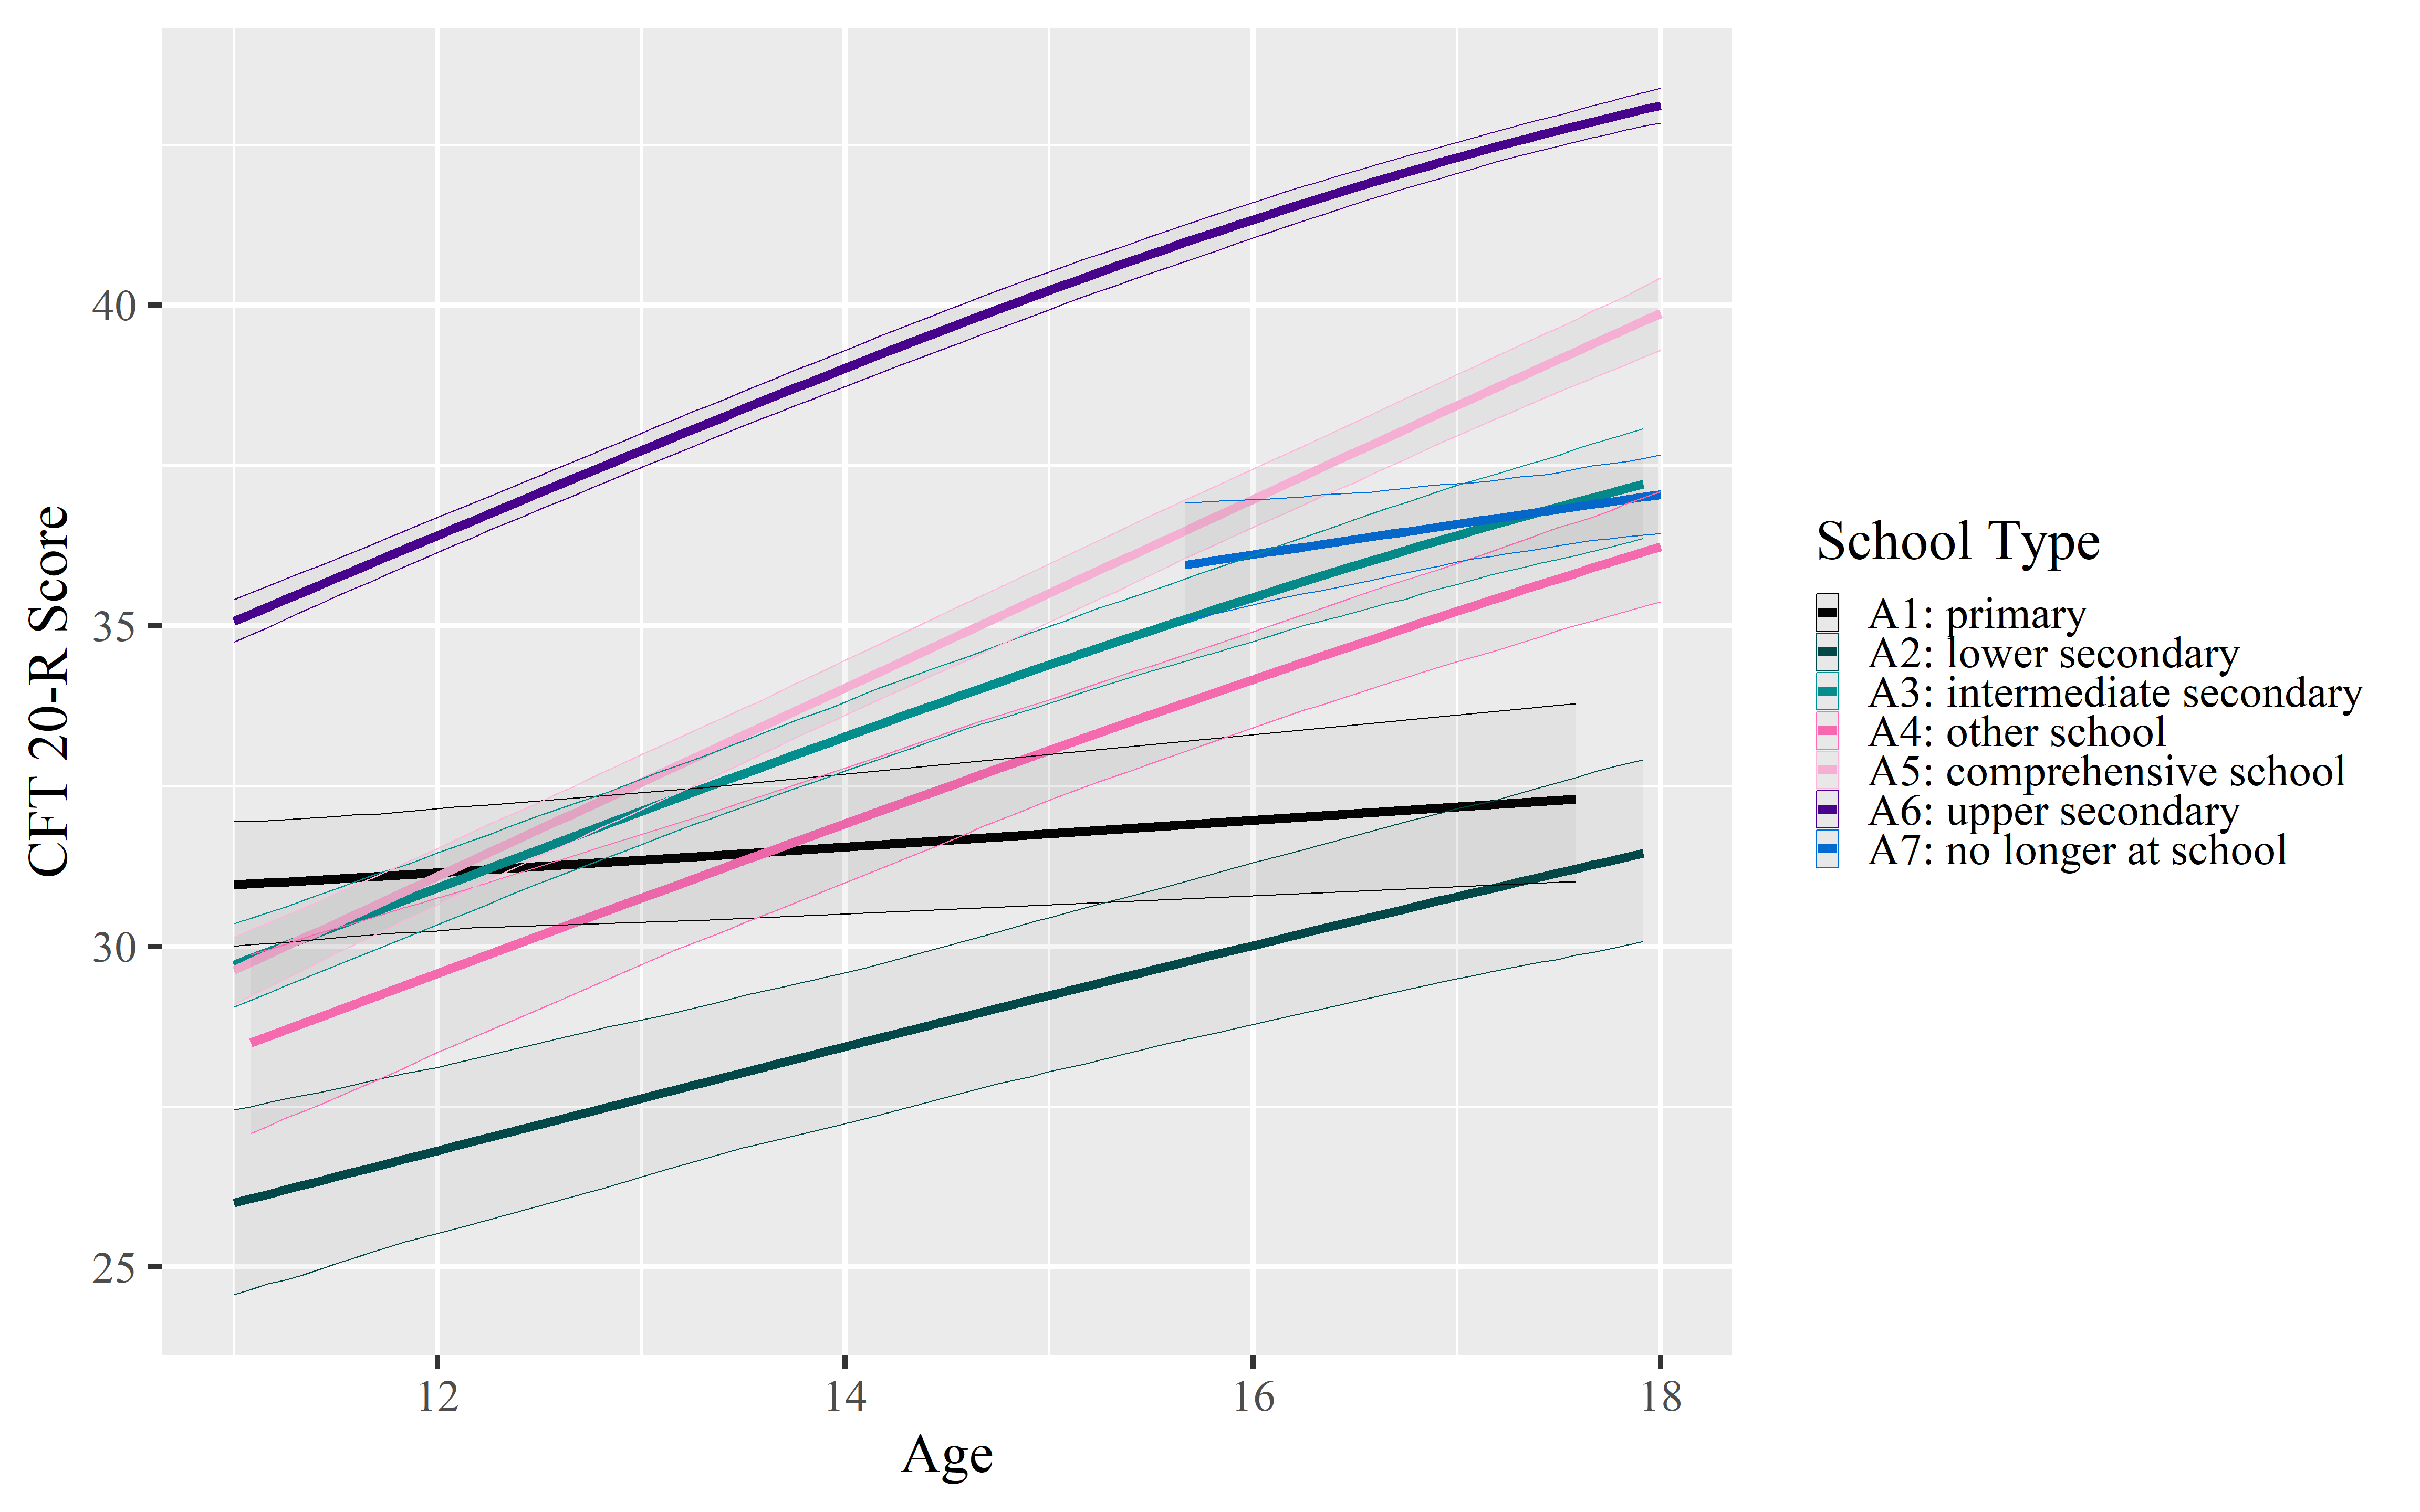 CFT 20-R Score
40
35
30
25
12 14 16 18
Age
School Type
A1: primary
A2: lower secondary
A3: intermediate secondary
A4: other school
A5: comprehensive school
A6: upper secondary
A7: no longer at school